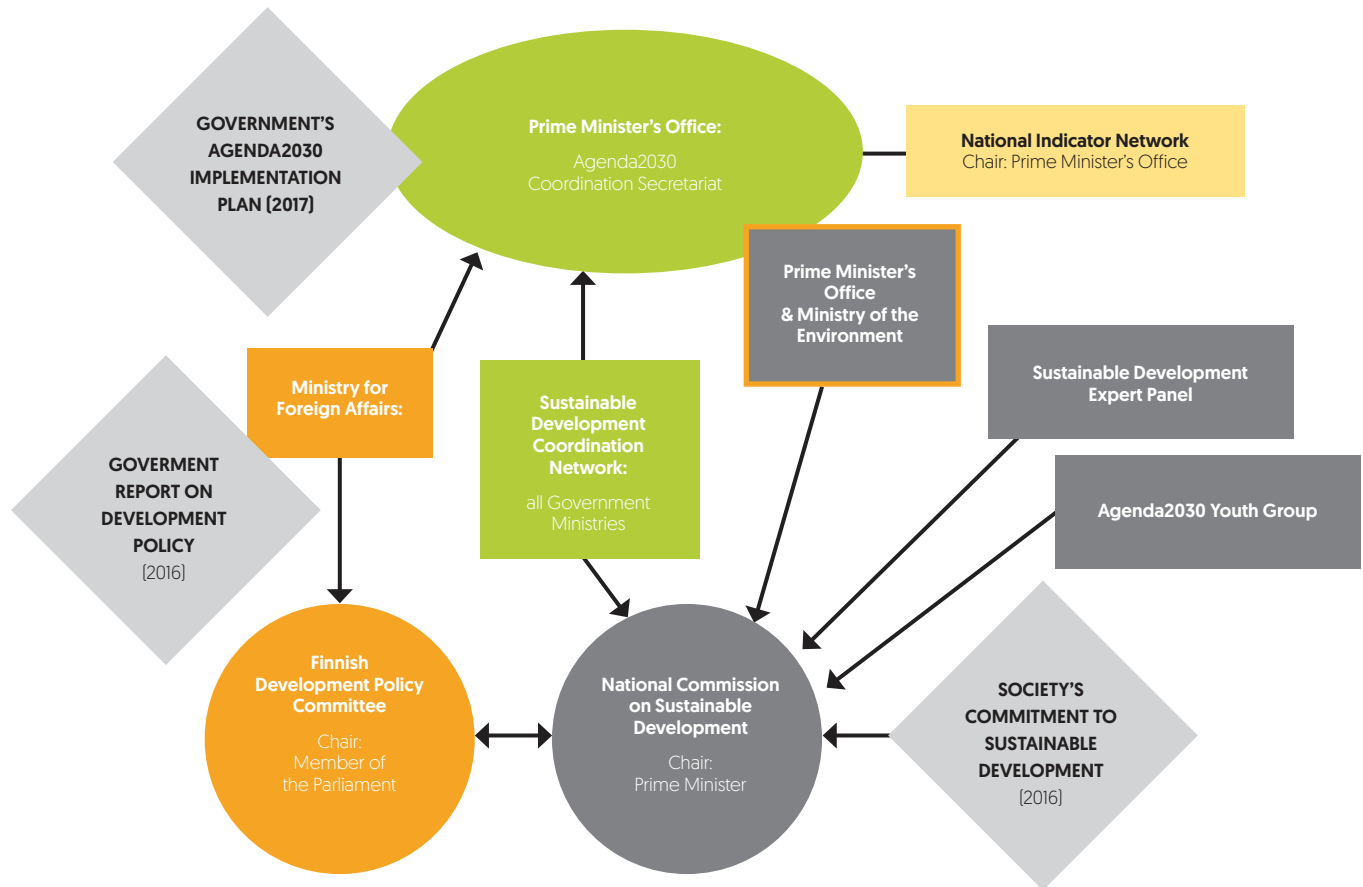 GOVERNMENT’S
AGENDA2030
IMPLEMENTATION
PLAN (2017)
Prime Minister’s Office:
Agenda2030
Coordination Secretariat
National Indicator Network
Chair: Prime Minister’s Office
Prime Minister’s
Office
& Ministry of the
Environment
Ministry for
Foreign Affairs:
Sustainable
Development
Coordination
Network:
all Government
Ministries
Sustainable Development
Expert Panel
Agenda2030 Youth Group
GOVERMENT
REPORT ON
DEVELOPMENT
POLICY
(2016)
Finnish
Development Policy
Committee
Chair:
Member of
the Parliament
National Commission
on Sustainable
Development
Chair:
Prime Minister
SOCIETY’S
COMMITMENT TO
SUSTAINABLE
DEVELOPMENT
(2016)